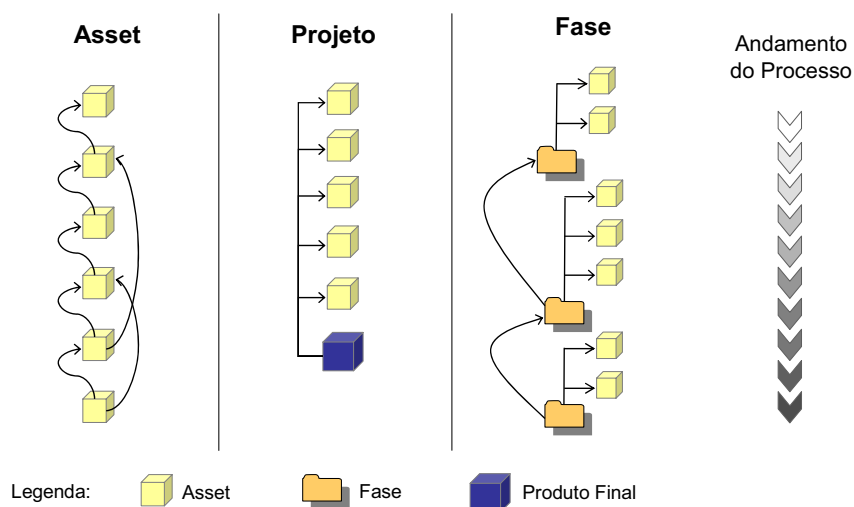 Asset
Projeto
Fase
Andamento
do Processo
Legenda:
Asset
Fase
Produto Final